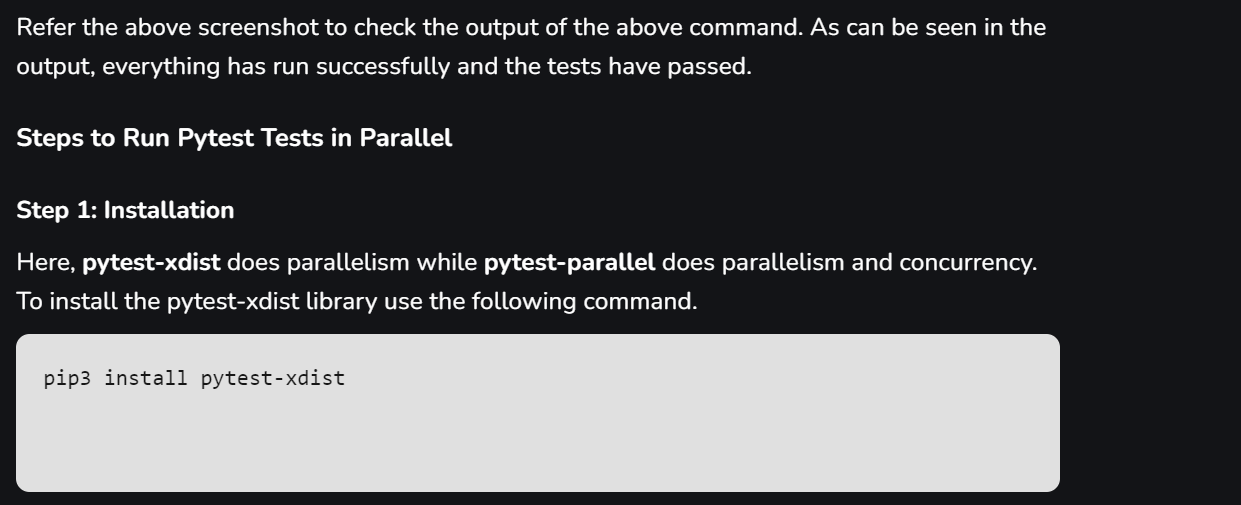 Refer the above screenshot to check the output of the above command. As can be seen in the
output, everything has run successfully and the tests have passed.
Steps to Run Pytest Tests in Parallel
Step 1: Installation
Here, pytest-xdist does parallelism while pytest-parallel does parallelism and concurrency.
To install the pytest-xdist library use the following command.
pip3 install pytest-xdist